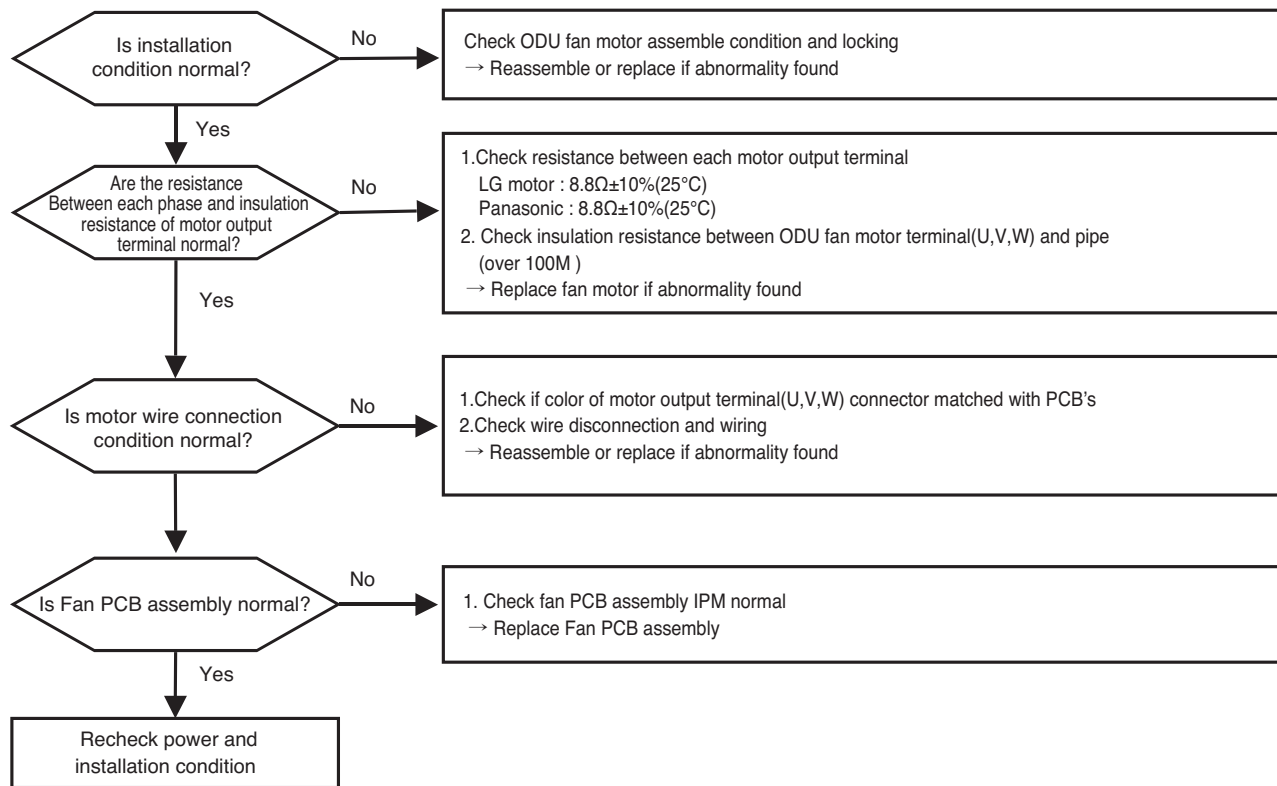 Is installation
condition normal?
No
Check ODU fan motor assemble condition and locking
→ Reassemble or replace if abnormality found
Yes
Are the resistance
Between each phase and insulation
resistance of motor output
terminal normal?
No
1.Check resistance between each motor output terminal
LG motor : 8.8Ω±10%(25°C)
Panasonic : 8.8Ω±10%(25°C)
2. Check insulation resistance between ODU fan motor terminal(U,V,W) and pipe
(over 100M )
→ Replace fan motor if abnormality found
Yes
Is motor wire connection
condition normal?
No
1.Check if color of motor output terminal(U,V,W) connector matched with PCB's
2.Check wire disconnection and wiring
→ Reassemble or replace if abnormality found
Is Fan PCB assembly normal?
No
1. Check fan PCB assembly IPM normal
→ Replace Fan PCB assembly
Yes
Recheck power and
installation condition